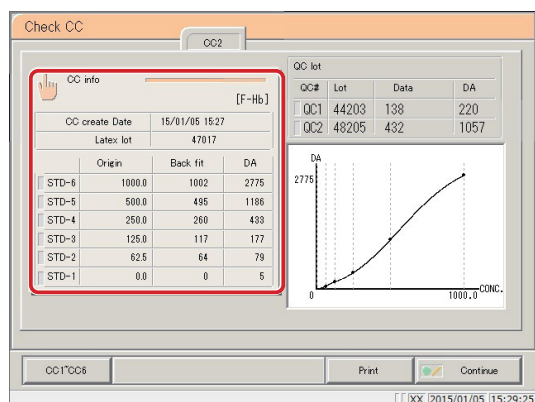 Check CC
CC2
CC info
[F-Hb]
CC create Date 15/01/05 15:27
Latex lot 47017
Origin Back fit DA
STD-6 1000.0 1002 2775
STD-5 500.0 495 1186
STD-4 250.0 260 433
STD-3 125.0 117 177
STD-2 62.5 64 79
STD-1 0.0 0 5
QC lot
QC# Lot Data DA
QC1 44203 138 220
QC2 48205 432 1057
DA
2775
0 1000.0 CONC.
CC1~CC6 Print Continue
XX 2015/01/05 15:29:25